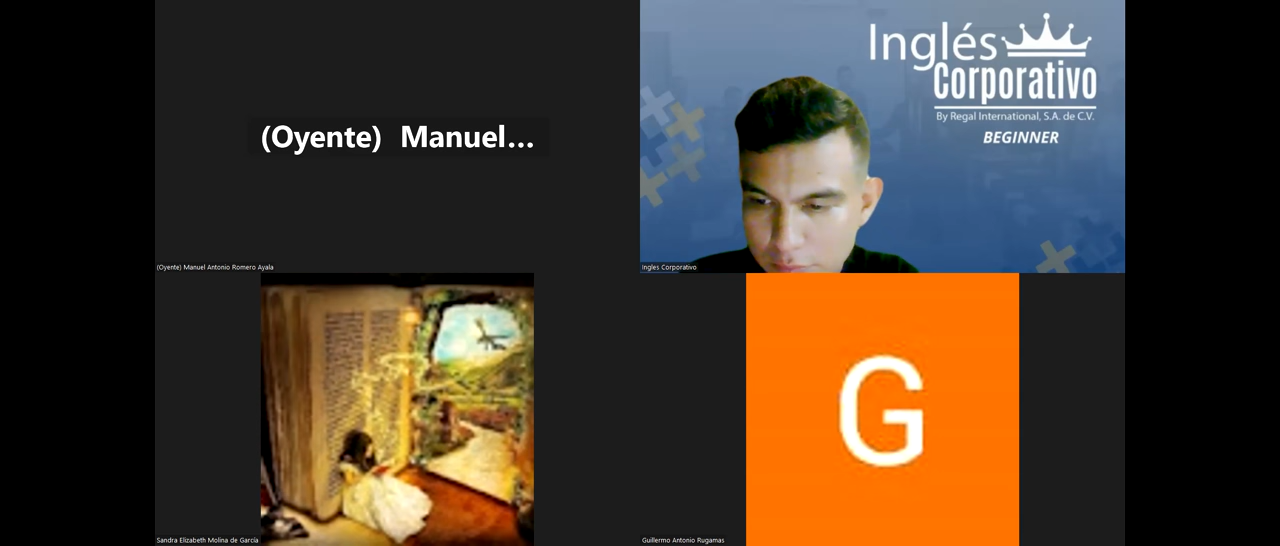 (Oyente) Manuel...
(Oyente) Manuel Antonio Romero Ayala
Inglés
Corporativo
By Regal International, S.A. de C.V.
BEGINNER
Ingles Corporativo
Sandra Elizabeth Molina de García
G
Guillermo Antonio Rugamas